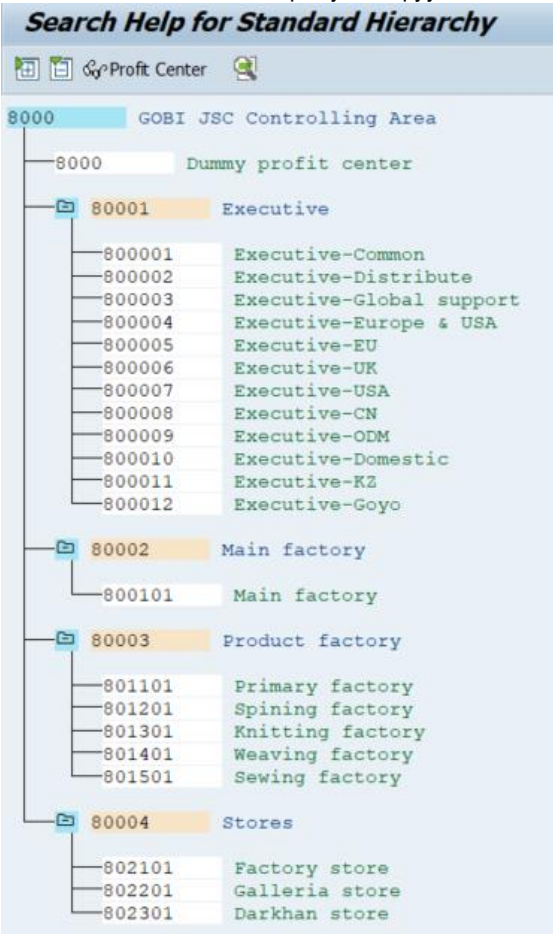 Search Help for Standard Hierarchy
Profit Center
8000 GOBI JSC Controlling Area
8000 Dummy profit center
80001 Executive
800001 Executive-Common
800002 Executive-Distribute
800003 Executive-Global support
800004 Executive-Europe & USA
800005 Executive-EU
800006 Executive-UK
800007 Executive-USA
800008 Executive-CN
800009 Executive-ODM
800010 Executive-Domestic
800011 Executive-KZ
800012 Executive-Goyo
80002 Main factory
800101 Main factory
80003 Product factory
801101 Primary factory
801201 Spining factory
801301 Knitting factory
801401 Weaving factory
801501 Sewing factory
80004 Stores
802101 Factory store
802201 Galleria store
802301 Darkhan store